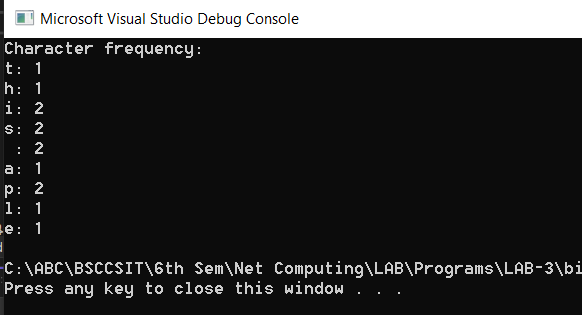 Microsoft Visual Studio Debug Console
Character frequency:
t: 1
h: 1
i: 2
s: 2
 : 2
a: 1
p: 2
l: 1
e: 1
C:\ABC\BSCCSIT\6th Sem\Net Computing\LAB\Programs\LAB-3\bi
Press any key to close this window . . .